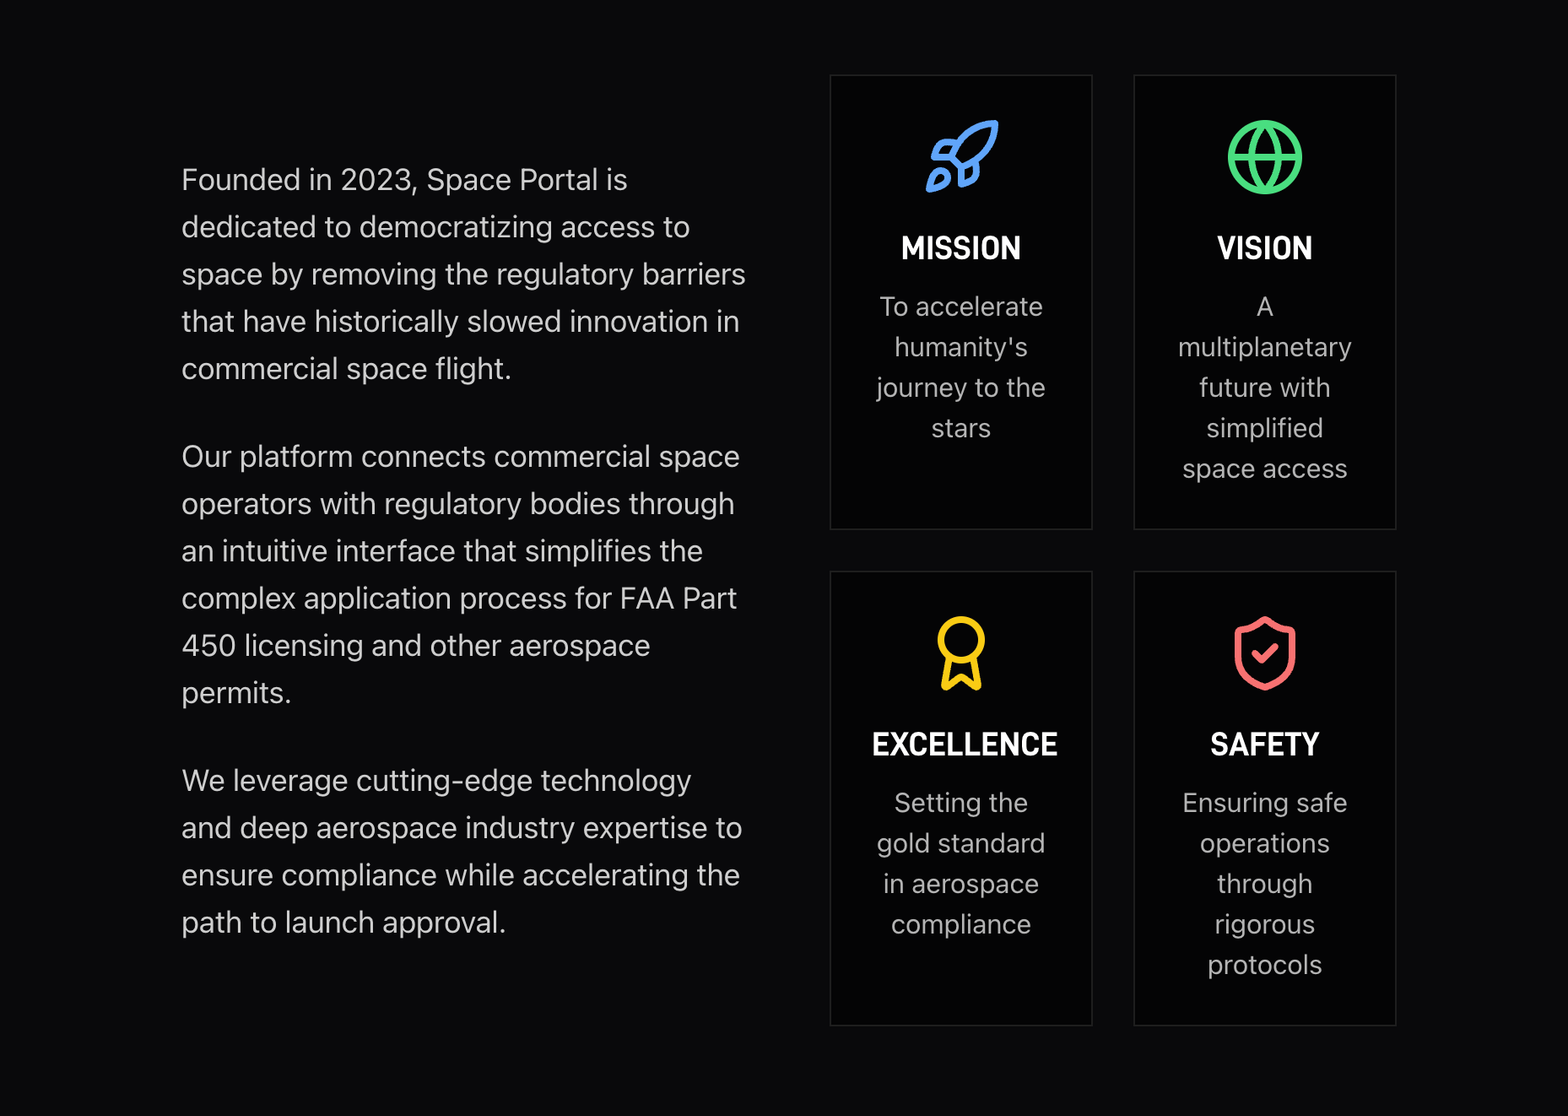 Founded in 2023, Space Portal is
dedicated to democratizing access to
space by removing the regulatory barriers
that have historically slowed innovation in
commercial space flight.
Our platform connects commercial space
operators with regulatory bodies through
an intuitive interface that simplifies the
complex application process for FAA Part
450 licensing and other aerospace
permits.
We leverage cutting-edge technology
and deep aerospace industry expertise to
ensure compliance while accelerating the
path to launch approval.
MISSION
To accelerate
humanity's
journey to the
stars
VISION
A
multiplanetary
future with
simplified
space access
EXCELLENCE
Setting the
gold standard
in aerospace
compliance
SAFETY
Ensuring safe
operations
through
rigorous
protocols